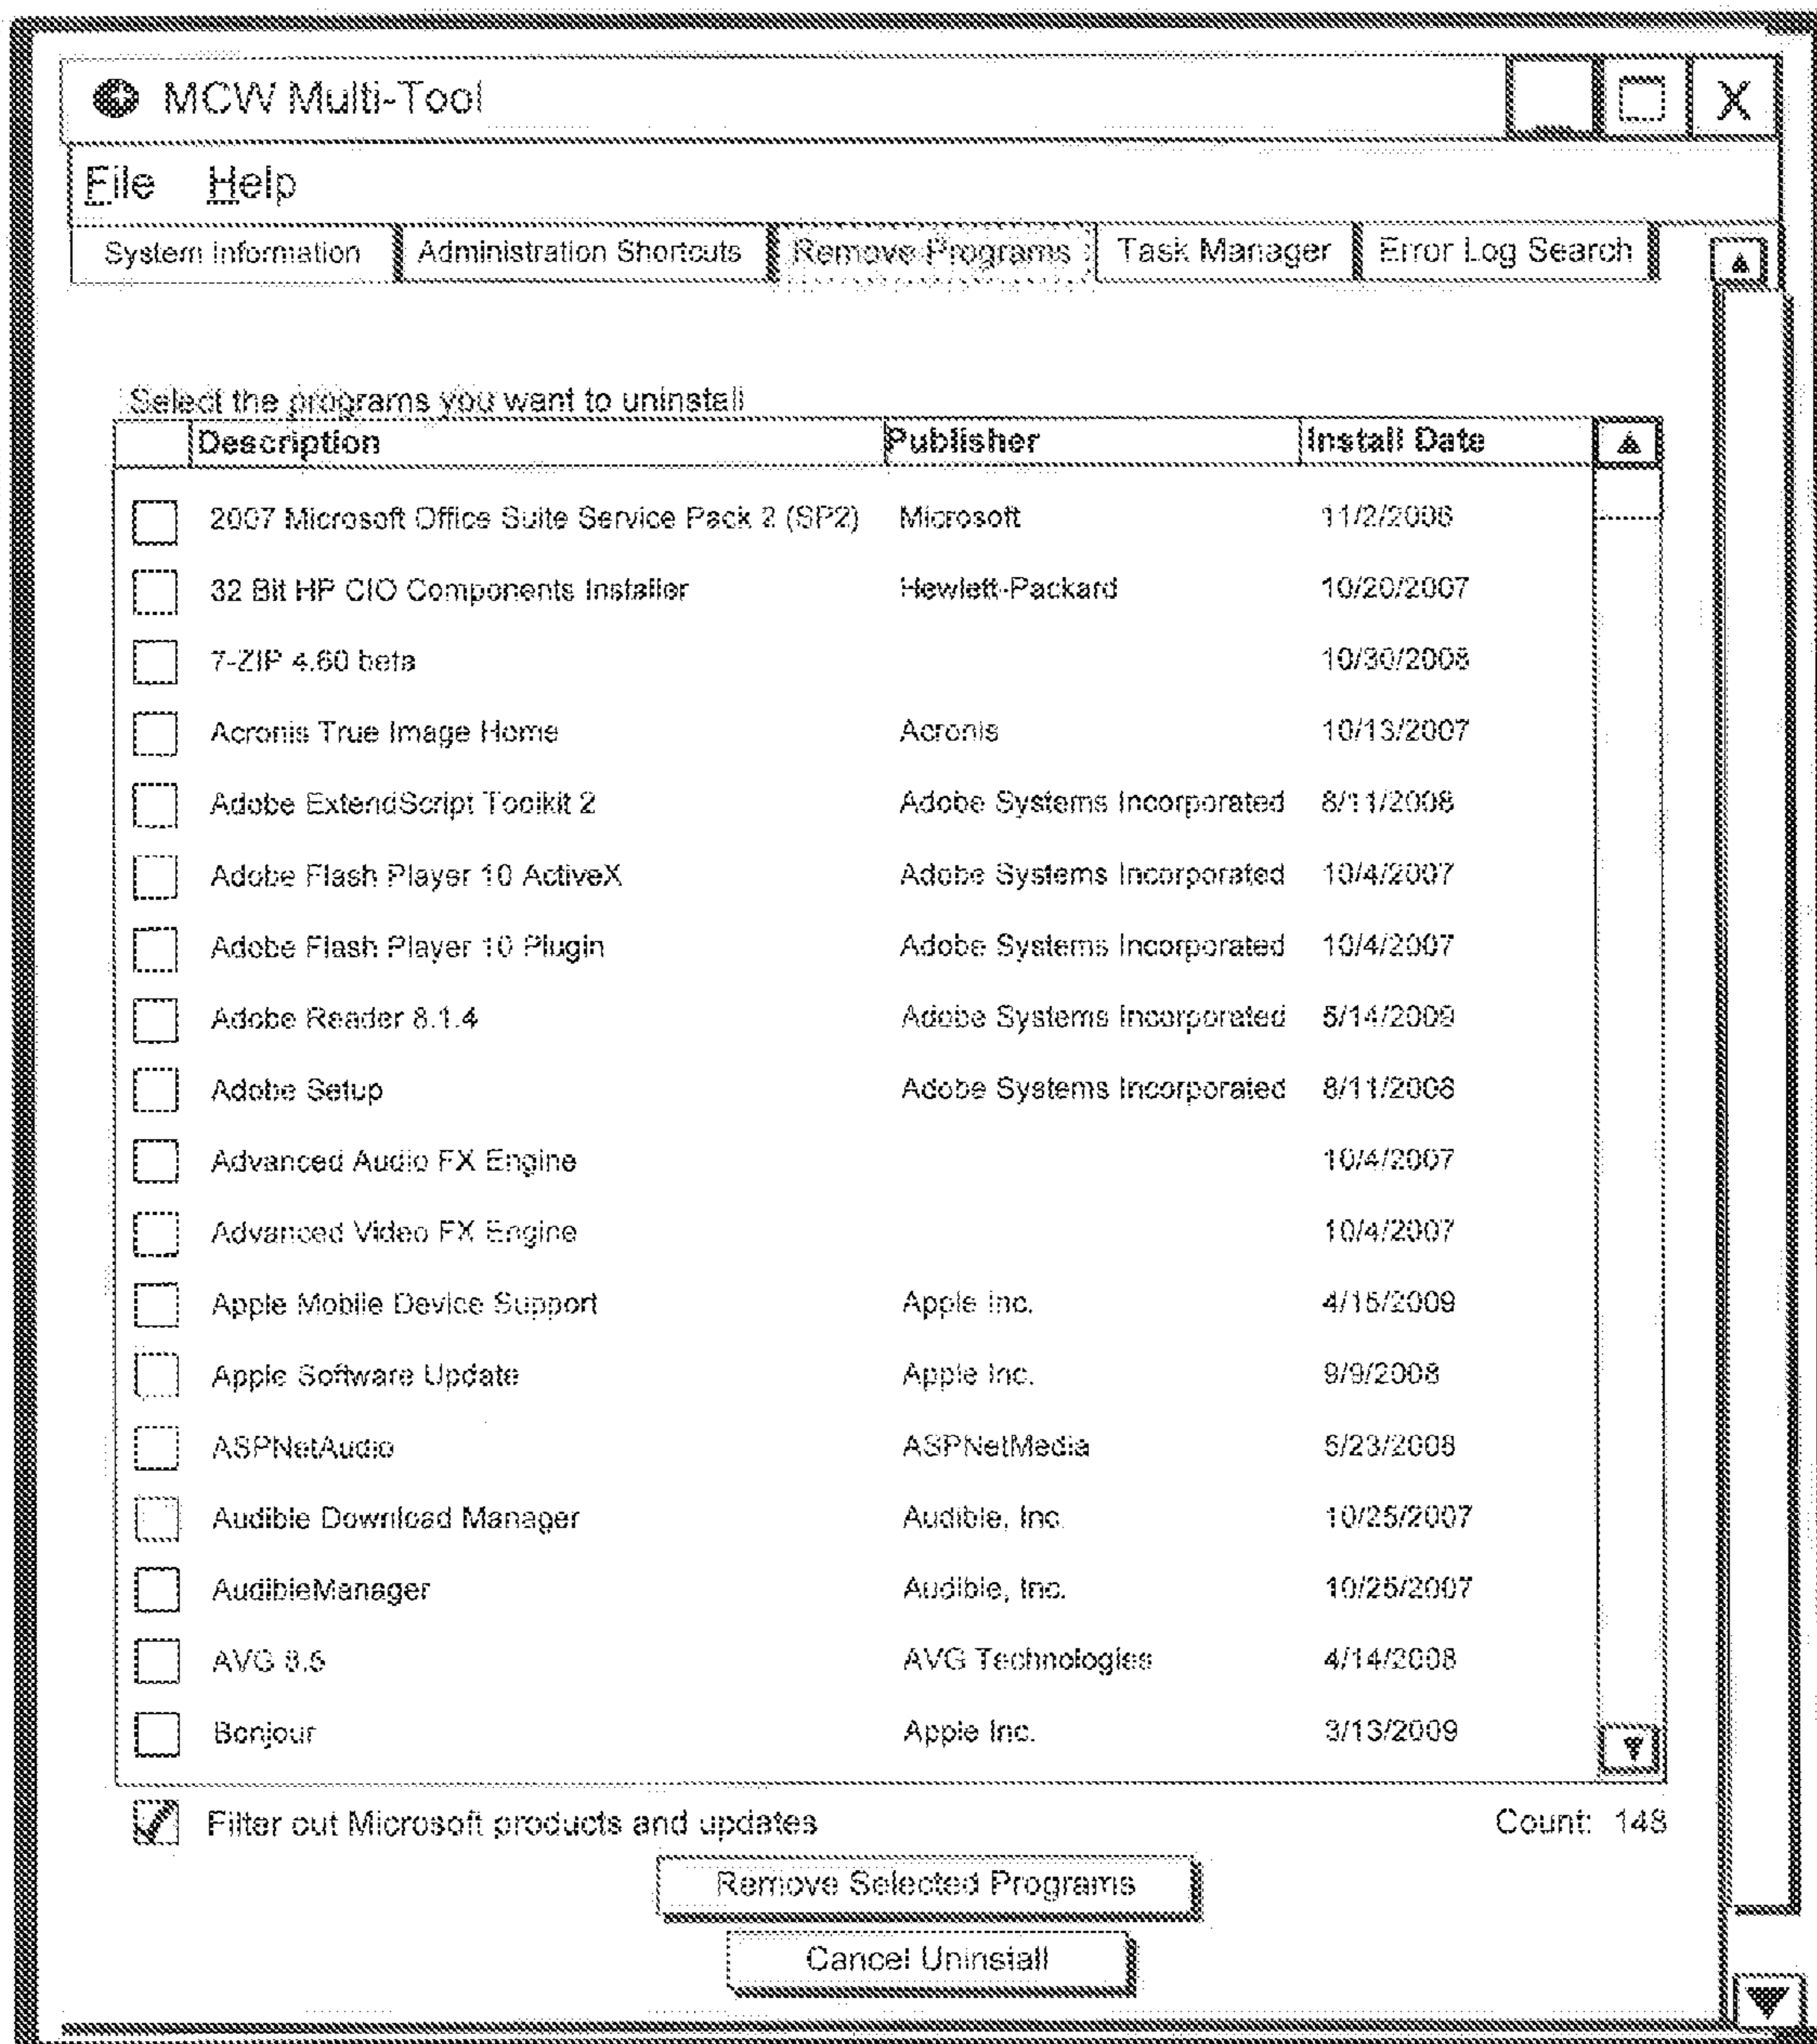 MCW Multi-Tool X
File Help
System Information Administration Shortcuts Remove Programs Task Manager Error Log Search
Select the programs you want to uninstall
Description Publisher Install Date
2007 Microsoft Office Suite Service Pack 2 (SP2) Microsoft 11/2/2008
32 Bit HP CIO Components Installer Hewlett-Packard 10/20/2007
7-ZIP 4.60 beta 10/30/2008
Acronis True Image Home Acronis 10/13/2007
Adobe ExtendScript Toolkit 2 Adobe Systems Incorporated 8/11/2008
Adobe Flash Player 10 ActiveX Adobe Systems Incorporated 10/4/2007
Adobe Flash Player 10 Plugin Adobe Systems Incorporated 10/4/2007
Adobe Reader 8.1.4 Adobe Systems Incorporated 5/14/2009
Adobe Setup Adobe Systems Incorporated 8/11/2008
Advanced Audio FX Engine 10/4/2007
Advanced Video FX Engine 10/4/2007
Apple Mobile Device Support Apple Inc. 4/15/2009
Apple Software Update Apple Inc. 9/9/2008
ASPNetAudio ASPNetMedia 5/23/2008
Audible Download Manager Audible, Inc. 10/25/2007
AudibleManager Audible, Inc. 10/25/2007
AVG 8.5 AVG Technologies 4/14/2008
Bonjour Apple Inc. 3/13/2009
Filter out Microsoft products and updates Count: 148
Remove Selected Programs
Cancel Uninstall